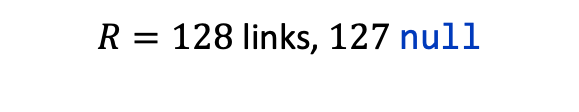 R = 128 links, 127 null